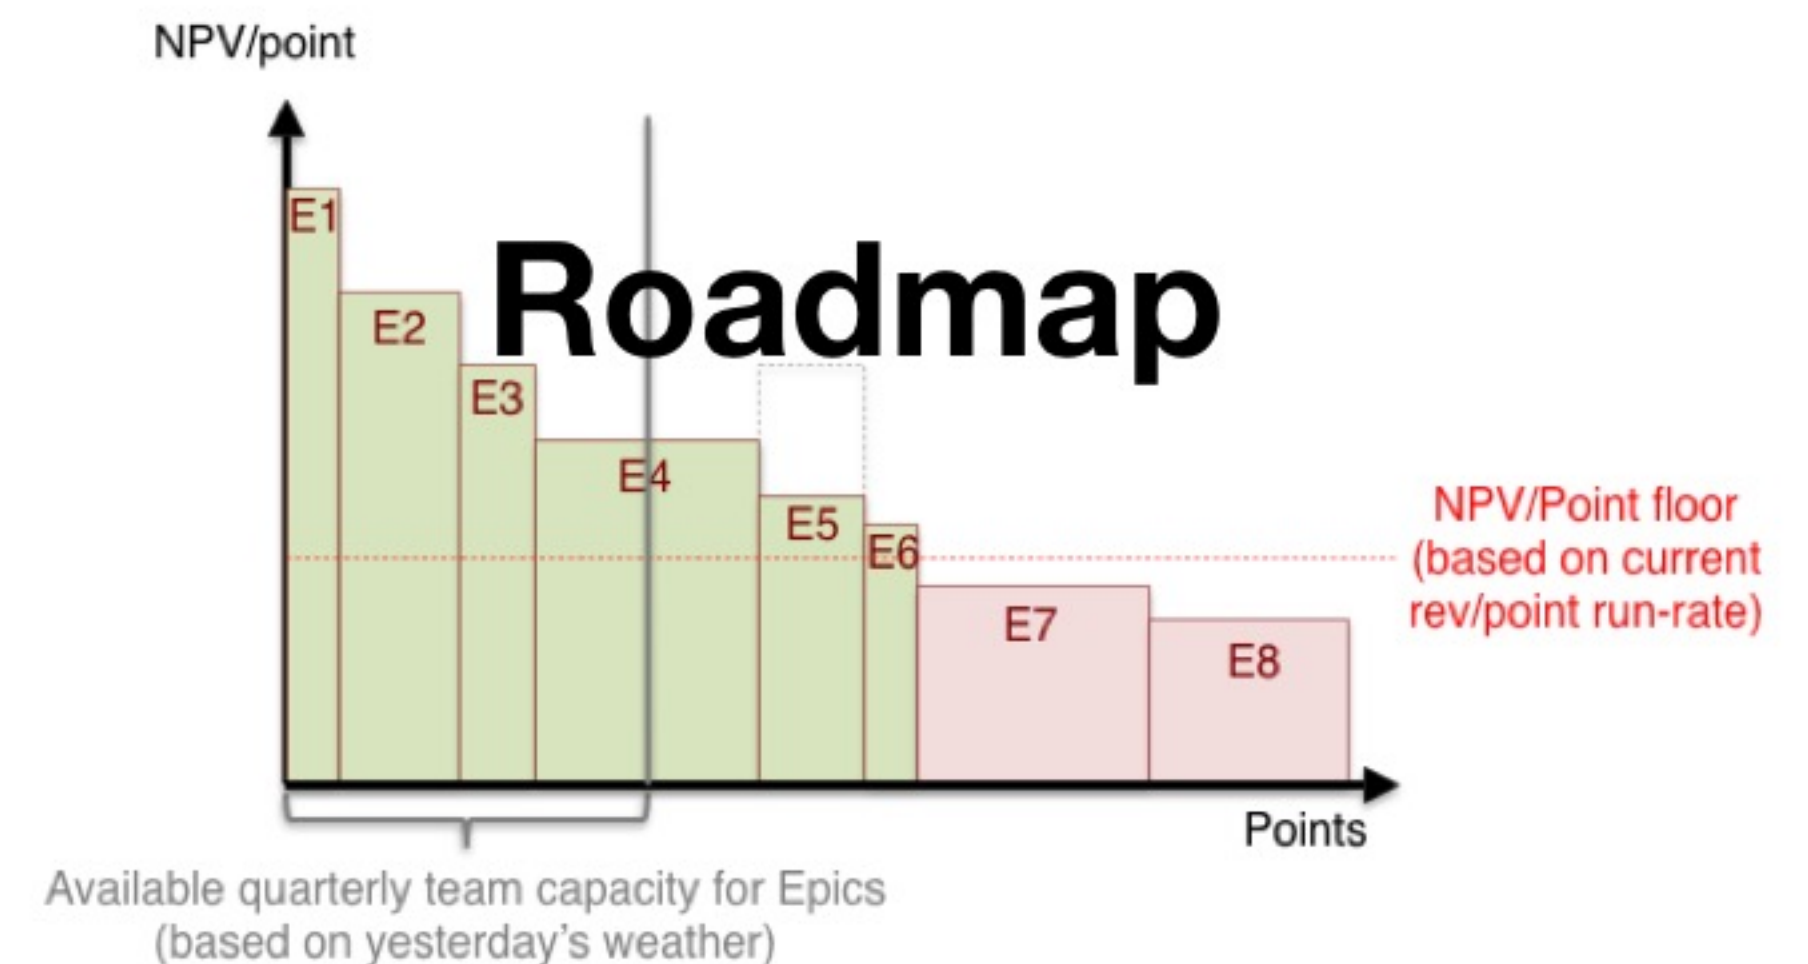 NPV/point
E1
E2
Roadmap
E3
E4
E5
E6
NPV/Point floor
(based on current
rev/point run-rate)
E7
E8
Points
Available quarterly team capacity for Epics
(based on yesterday's weather)